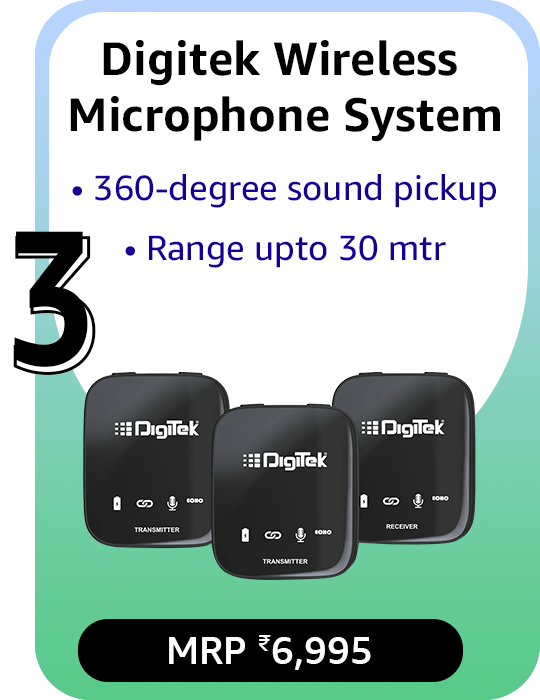 Digitek Wireless
Microphone System
• 360-degree sound pickup
• Range upto 30 mtr
3
DigiTek
DigiTek
DigiTek
ECHO
TRANSMITTER
ECHO
RECEIVER
ECHO
TRANSMITTER
MRP ₹6,995